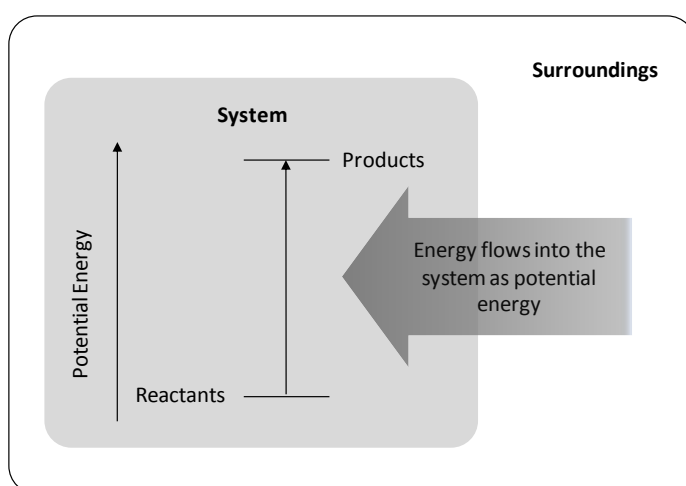 Surroundings
System
Products
Potential Energy
Energy flows into the
system as potential
energy
Reactants